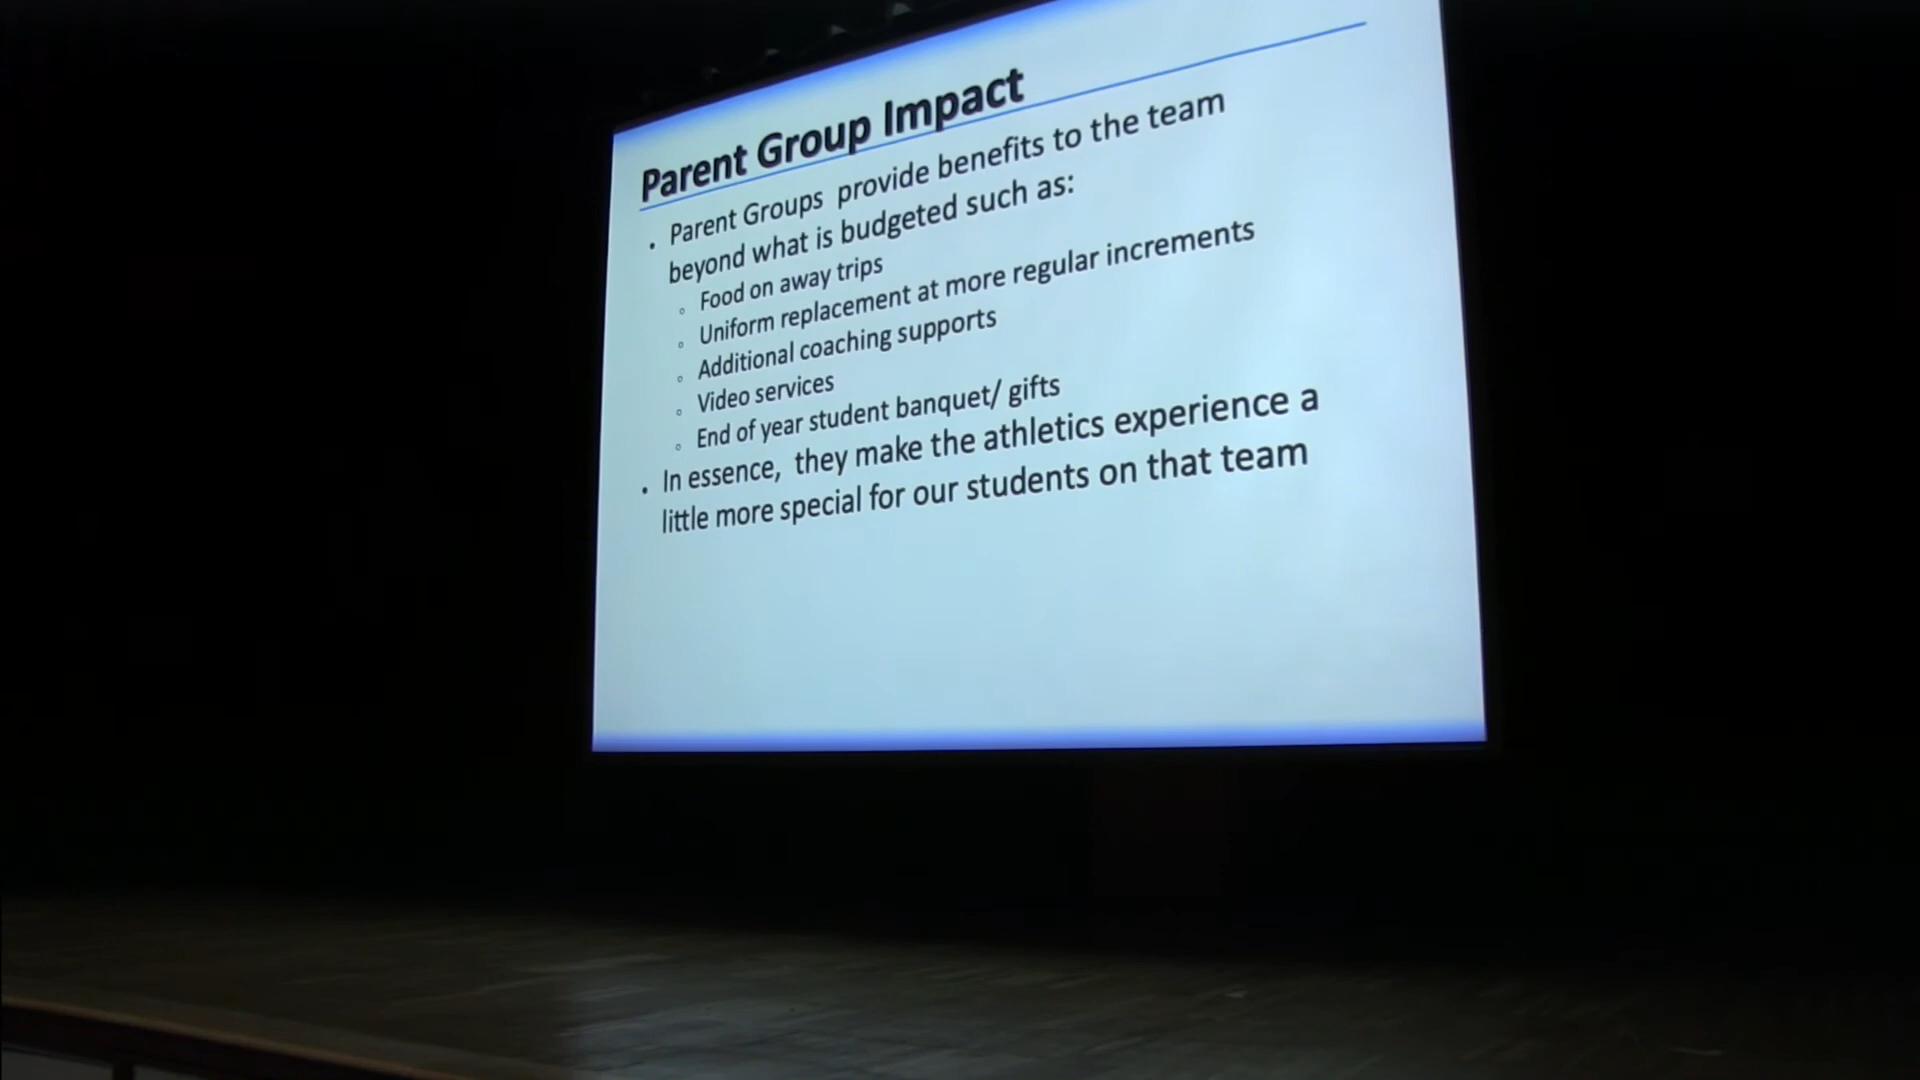 Parent Group Impact
• Parent Groups provide benefits to the team
beyond what is budgeted such as:
◦ Food on away trips
◦ Uniform replacement at more regular increments
◦ Additional coaching supports
◦ Video services
◦ End of year student banquet/ gifts
• In essence, they make the athletics experience a
little more special for our students on that team